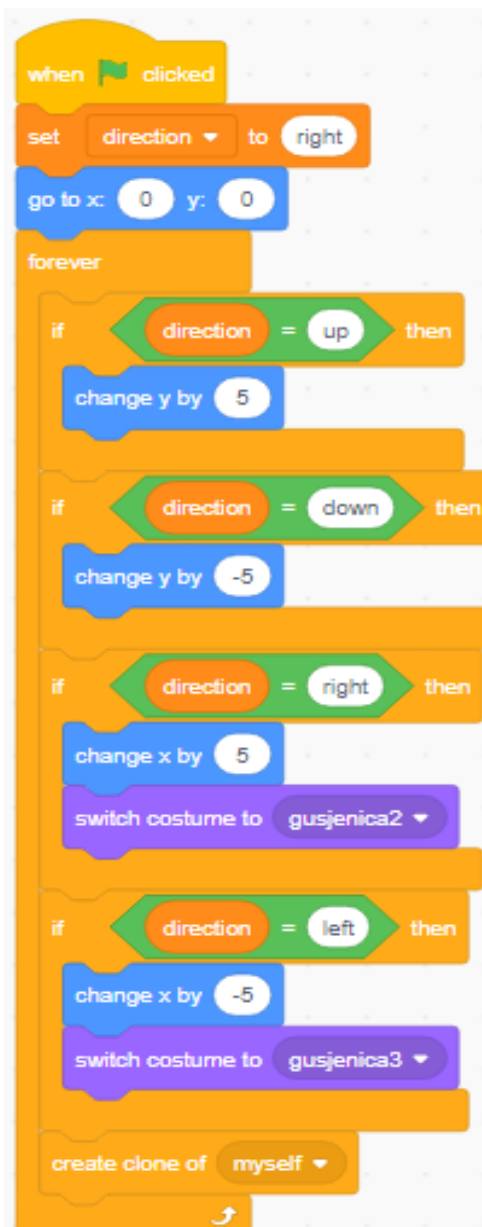 when clicked
set direction to right
go to x: 0 y: 0
forever
if direction = up then
change y by 5
if direction = down then
change y by -5
if direction = right then
change x by 5
switch costume to gusjenica2
if direction = left then
change x by -5
switch costume to gusjenica3
create clone of myself